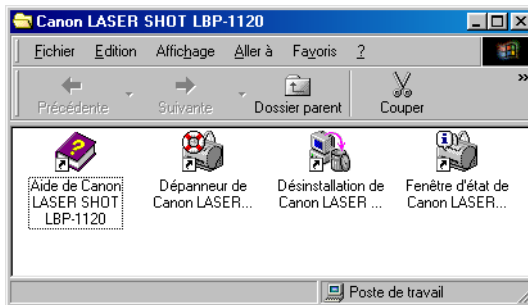 Canon LASER SHOT LBP-1120
Fichier Edition Affichage Aller à Favoris ?
Précédente Suivante Dossier parent Couper »
Aide de Canon LASER SHOT LBP-1120
Dépanneur de Canon LASER...
Désinstallation de Canon LASER ...
Fenêtre d'état de Canon LASER...
Poste de travail